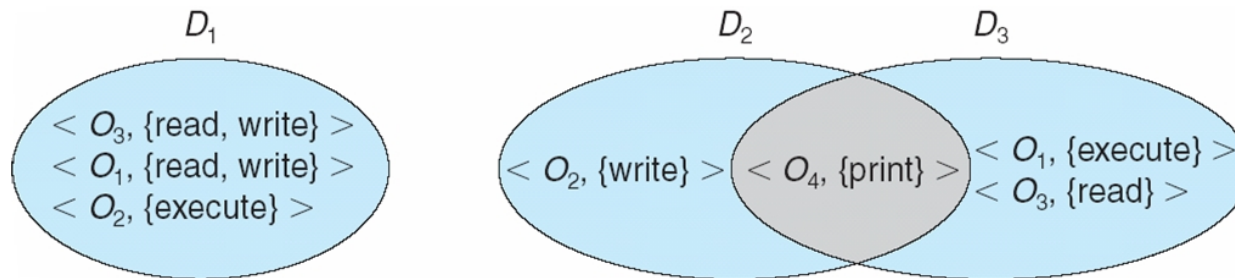 D₁
< O₃, {read, write} >
< O₁, {read, write} >
< O₂, {execute} >
D₂
D₃
< O₂, {write} >
< O₄, {print} >
< O₁, {execute} >
< O₃, {read} >